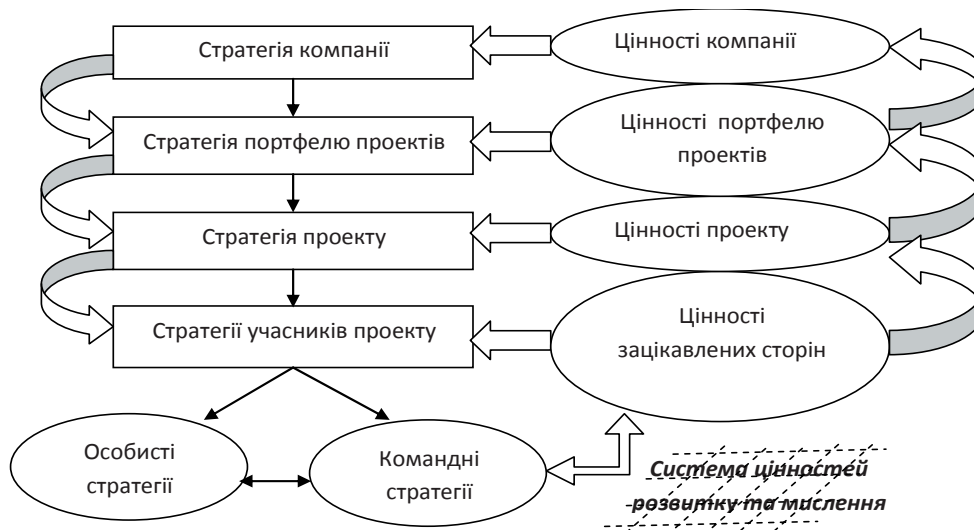 Стратегія компанії
Цінності компанії
Стратегія портфелю проектів
Цінності портфелю
проектів
Стратегія проекту
Цінності проекту
Стратегії учасників проекту
Цінності
зацікавлених сторін
Особисті
стратегії
Командні
стратегії
Система цінностей
розвитку та мислення